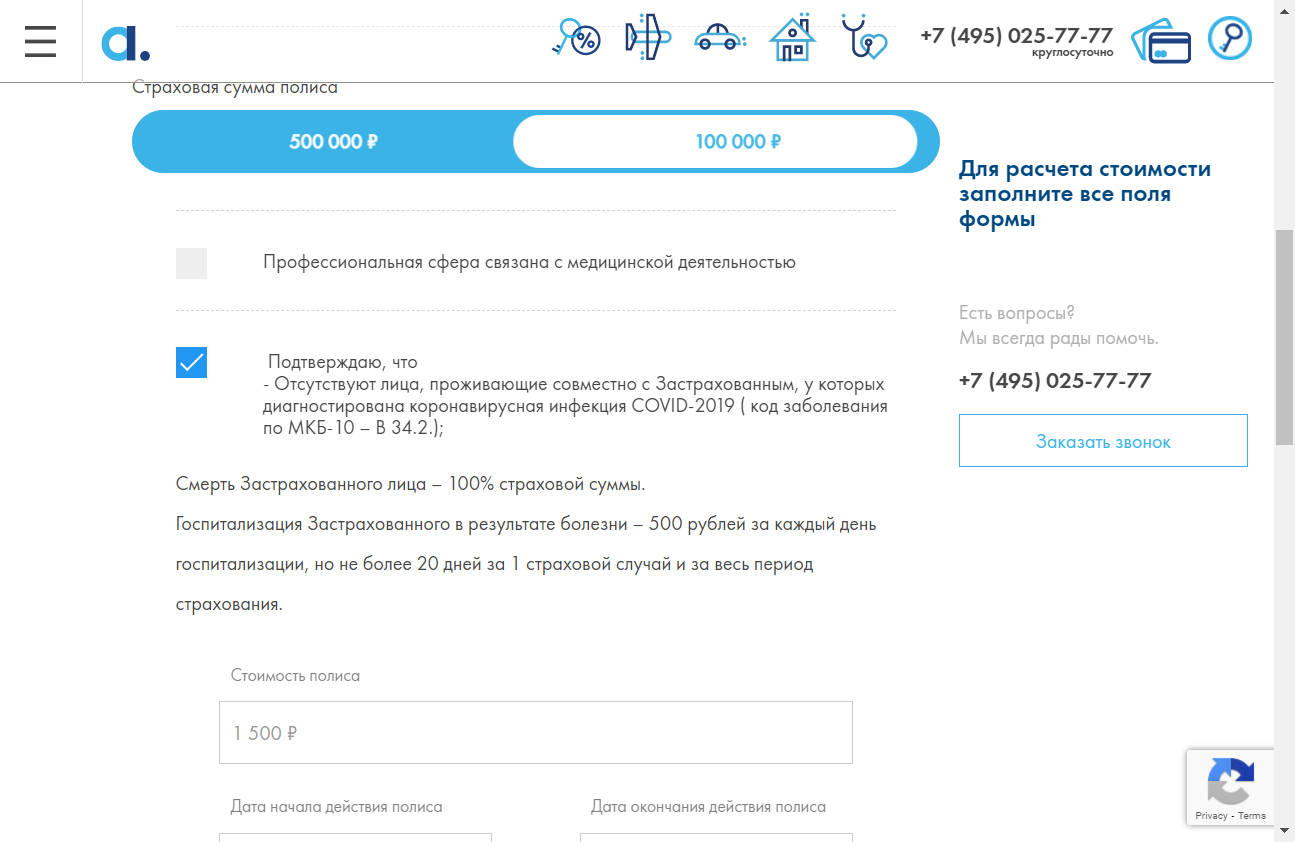 a.
%
+7 (495) 025-77-77
круглосуточно
Страховая сумма полиса
500 000 ₽
100 000 ₽
Для расчета стоимости
заполните все поля
формы
Профессиональная сфера связана с медицинской деятельностью
Есть вопросы?
Мы всегда рады помочь.
+7 (495) 025-77-77
Заказать звонок
Подтверждаю, что
- Отсутствуют лица, проживающие совместно с Застрахованным, у которых
диагностирована коронавирусная инфекция COVID-2019 ( код заболевания
по МКБ-10 – В 34.2.);
Смерть Застрахованного лица – 100% страховой суммы.
Госпитализация Застрахованного в результате болезни – 500 рублей за каждый день
госпитализации, но не более 20 дней за 1 страховой случай и за весь период
страхования.
Стоимость полиса
1 500 ₽
Дата начала действия полиса
Дата окончания действия полиса
Privacy - Terms